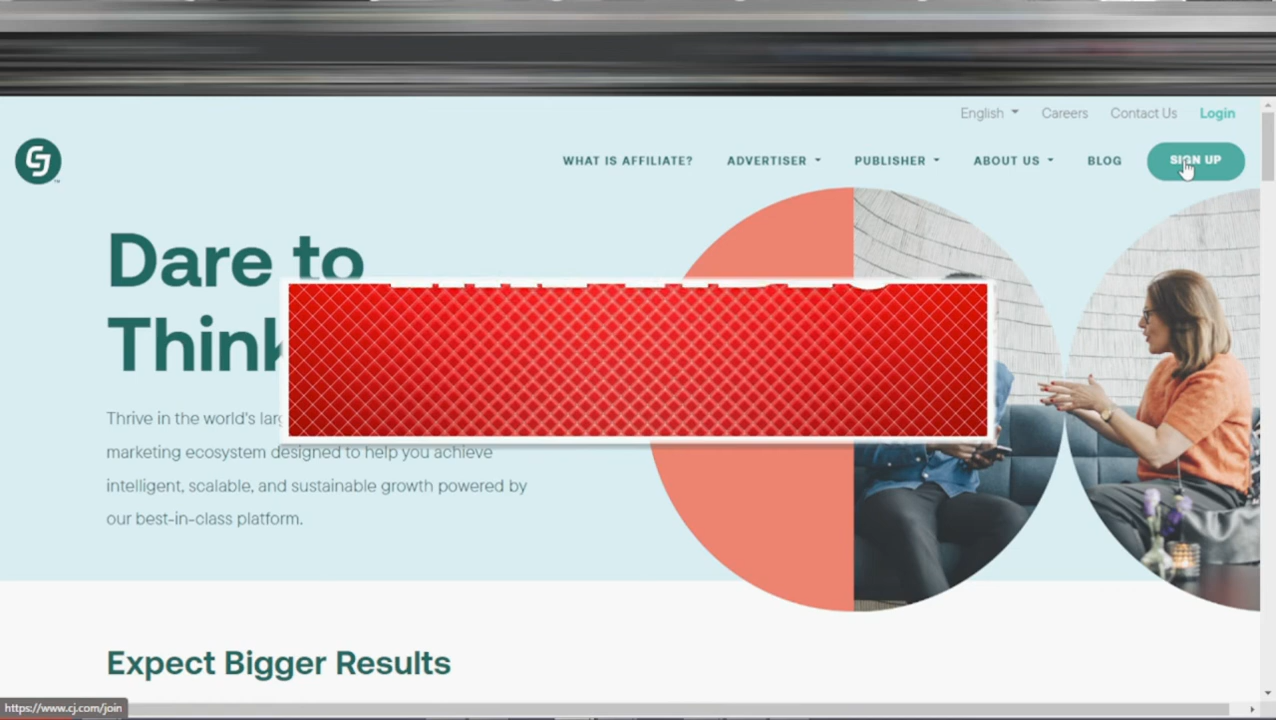 English Careers Contact Us Login
CJ
WHAT IS AFFILIATE? ADVERTISER PUBLISHER ABOUT US BLOG SIGN UP
Dare to
Think
Thrive in the world's
marketing ecosystem designed to help you achieve
intelligent, scalable, and sustainable growth powered by
our best-in-class platform.
Expect Bigger Results
https://www.cj.com/join